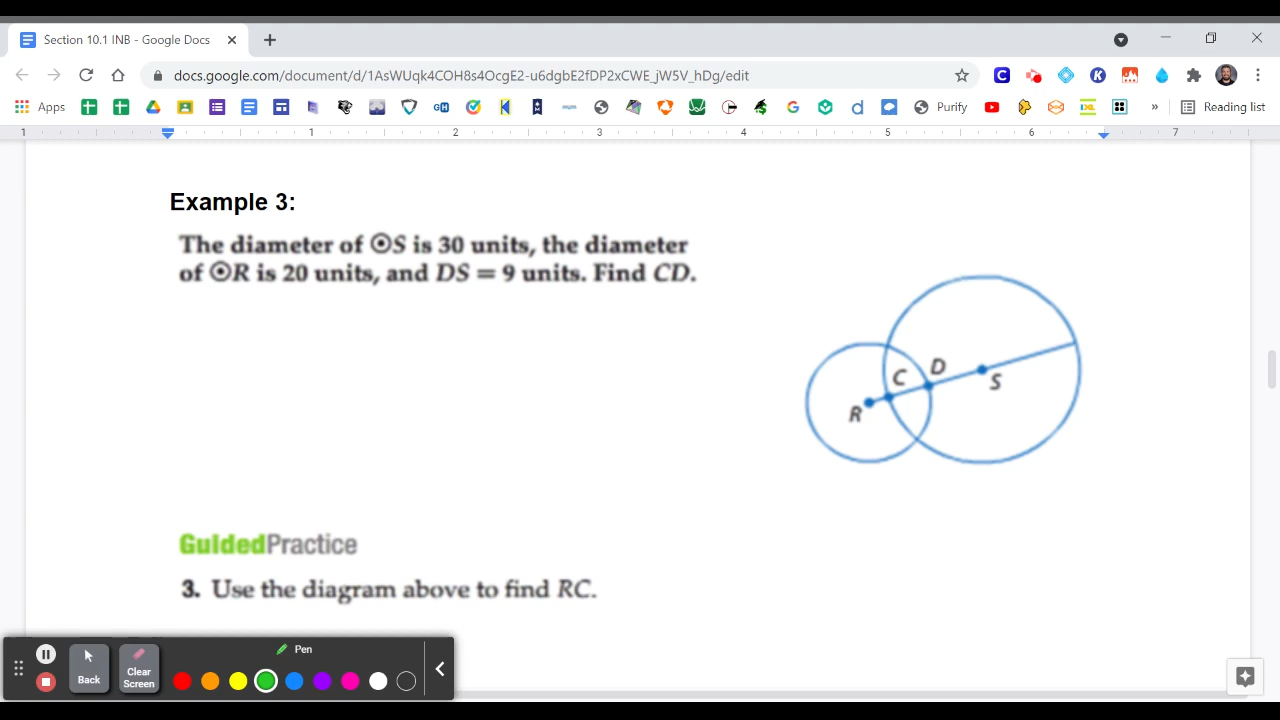 Section 10.1 INB - Google Docs
docs.google.com/document/d/1AsWUqwXCOH8s4OcgE2-u6dgbE2fDP2xCWE_jW5V_hDg/edit
Apps
Purify
»
Reading list
1 1 2 3 4 5 6 7
Example 3:
The diameter of ⊙S is 30 units, the diameter
of ⊙R is 20 units, and DS = 9 units. Find CD.
C D
R S
GuidedPractice
3. Use the diagram above to find RC.
Pen
Back
Clear
Screen